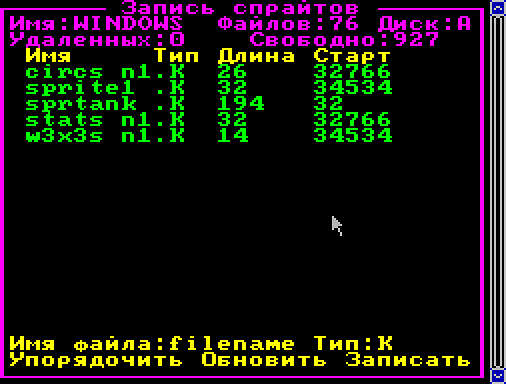 Запись спрайтов
Имя:WINDOWS Файлов:76 Диск:A
Удаленных:0 Свободно:927
Имя Тип Длина Старт
circs n1.K 26 32766
sprite1 .K 32 34534
sprtank .K 194 32
stats n1.K 32 32766
w3x3s n1.K 14 34534
Имя файла:filename Тип:K
Упорядочить Обновить Записать